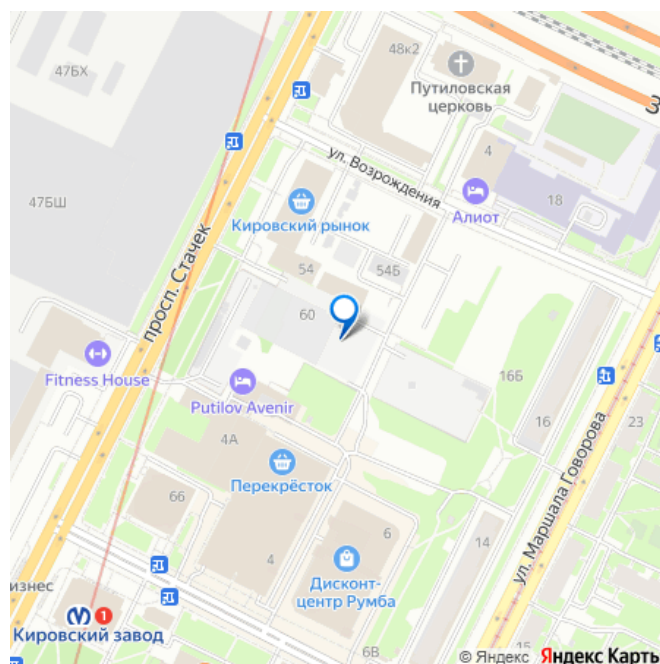 48к2
47БХ
Путиловская
церковь
З
ул. Возрождения
4
18
Алиот
47БШ
Кировский рынок
просп. Стачек
54
54Б
60
Fitness House
Putilov Avenir
16Б
16
23
4А
Перекрёсток
66
4
6
14
ул. Маршала Говорова
Дисконт-
центр Румба
изнес
Кировский завод
1
6В
15
© Яндекс Яндекс Карть